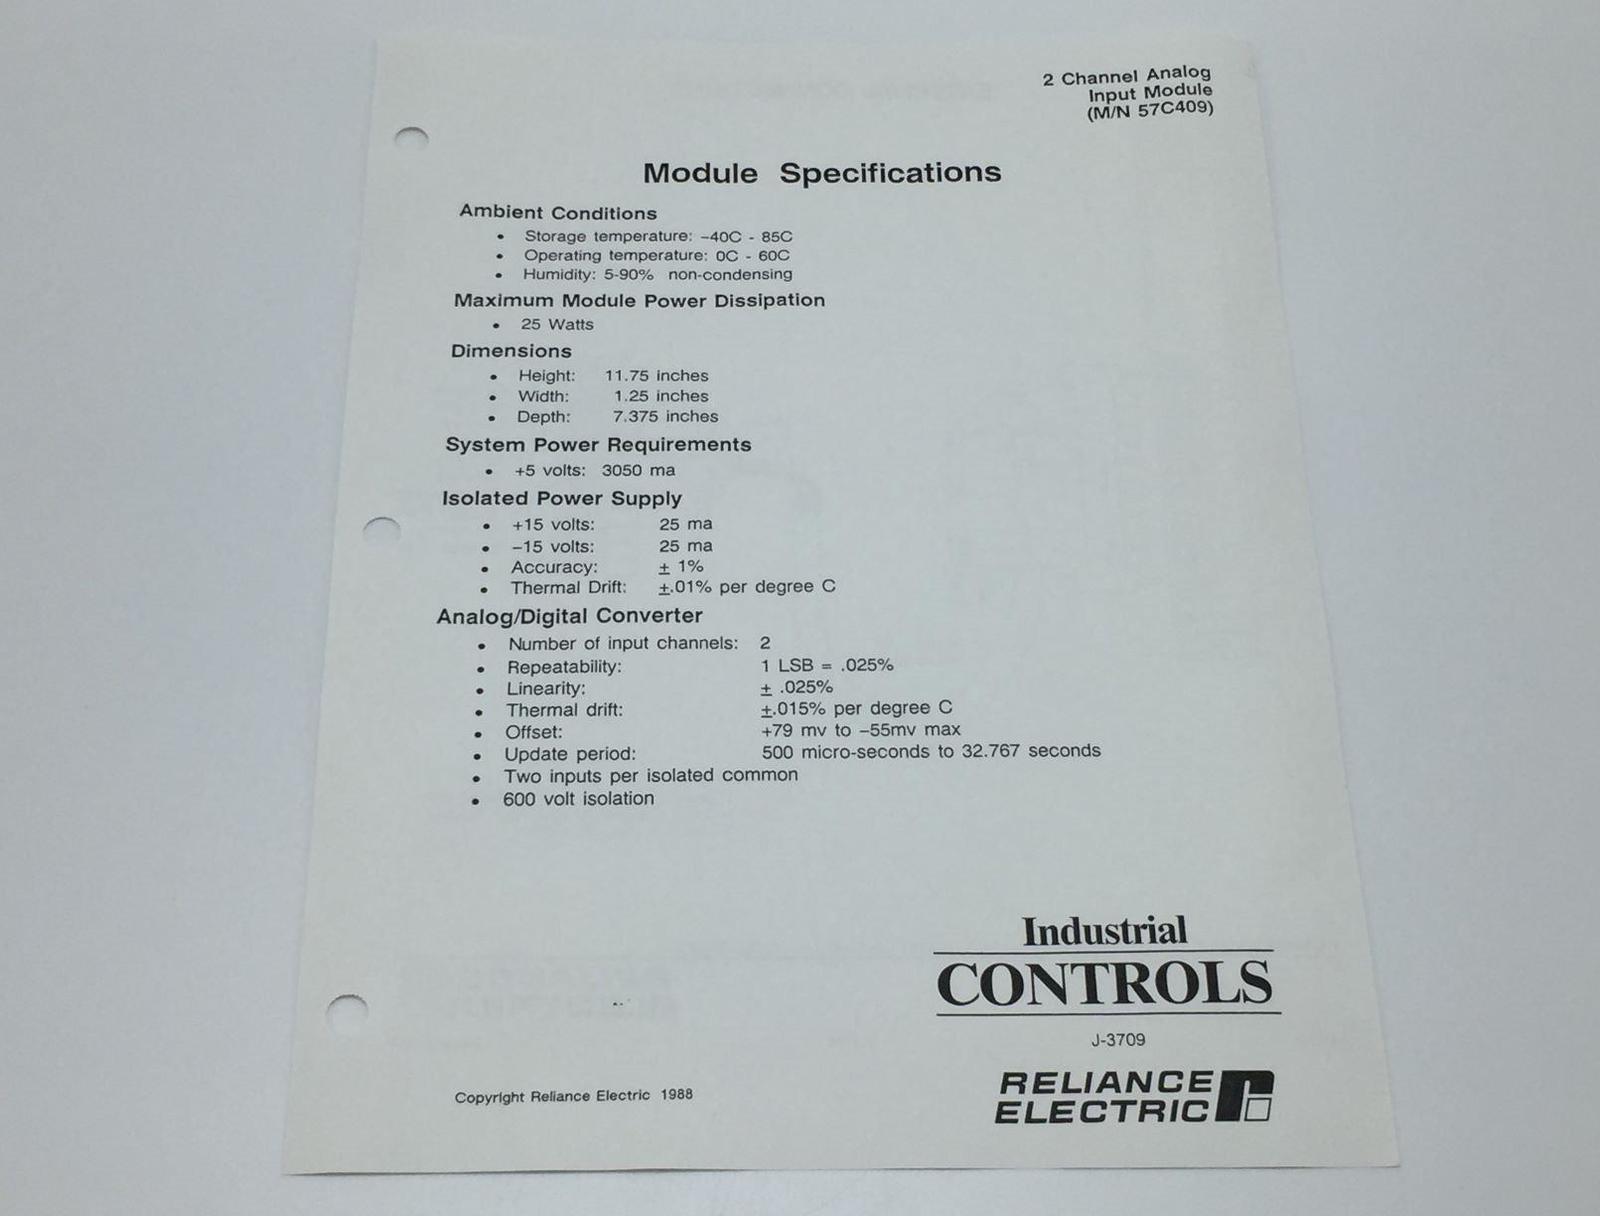 2 Channel Analog
Input Module
(M/N 57C409)
Module Specifications
Ambient Conditions
• Storage temperature: –40C - 85C
• Operating temperature: 0C - 60C
• Humidity: 5-90% non-condensing
Maximum Module Power Dissipation
• 25 Watts
Dimensions
• Height: 11.75 inches
• Width: 1.25 inches
• Depth: 7.375 inches
System Power Requirements
• +5 volts: 3050 ma
Isolated Power Supply
• +15 volts: 25 ma
• –15 volts: 25 ma
• Accuracy: ± 1%
• Thermal Drift: ±.01% per degree C
Analog/Digital Converter
• Number of input channels: 2
• Repeatability: 1 LSB = .025%
• Linearity: ± .025%
• Thermal drift: ±.015% per degree C
• Offset: +79 mv to –55mv max
• Update period: 500 micro-seconds to 32.767 seconds
• Two inputs per isolated common
• 600 volt isolation
Industrial
CONTROLS
J-3709
RELIANCE
ELECTRIC
Copyright Reliance Electric 1988